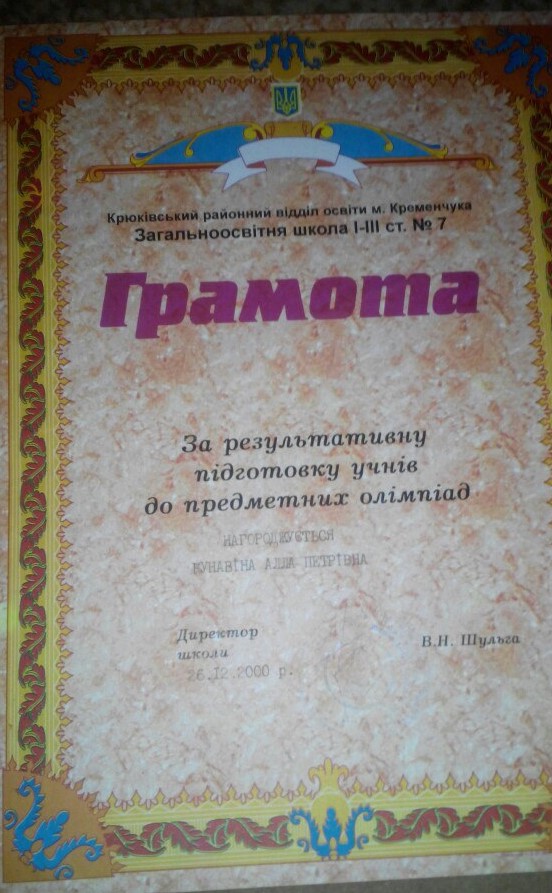 Крюківський районний відділ освіти м. Кременчука
Загальноосвітня школа І-ІІІ ст. № 7
Грамота
За результативну
підготовку учнів
до предметних олімпіад
НАГОРОДЖУЄТЬСЯ
КУНАВІНА АЛЛА ПЕТРІВНА
Директор
школи
В.Н. Шульга
26.12.2000 р.